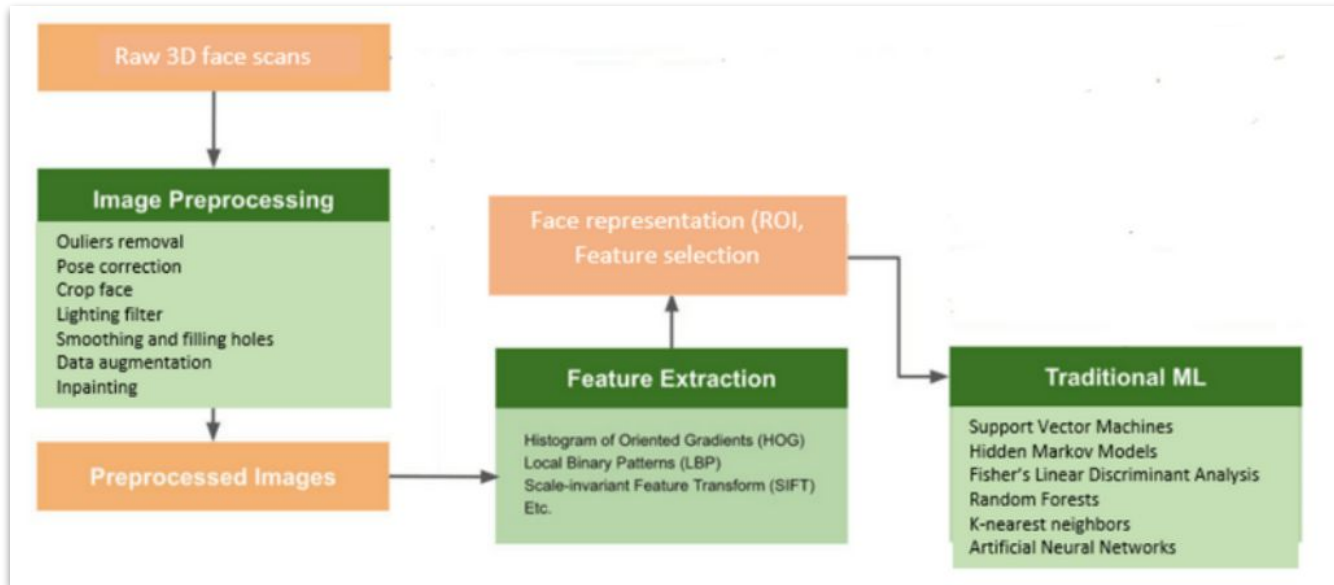 Raw 3D face scans
Image Preprocessing
Ouliers removal
Pose correction
Crop face
Lighting filter
Smoothing and filling holes
Data augmentation
Inpainting
Preprocessed Images
Feature Extraction
Histogram of Oriented Gradients (HOG)
Local Binary Patterns (LBP)
Scale-invariant Feature Transform (SIFT)
Etc.
Face representation (ROI,
Feature selection
Traditional ML
Support Vector Machines
Hidden Markov Models
Fisher's Linear Discriminant Analysis
Random Forests
K-nearest neighbors
Artificial Neural Networks